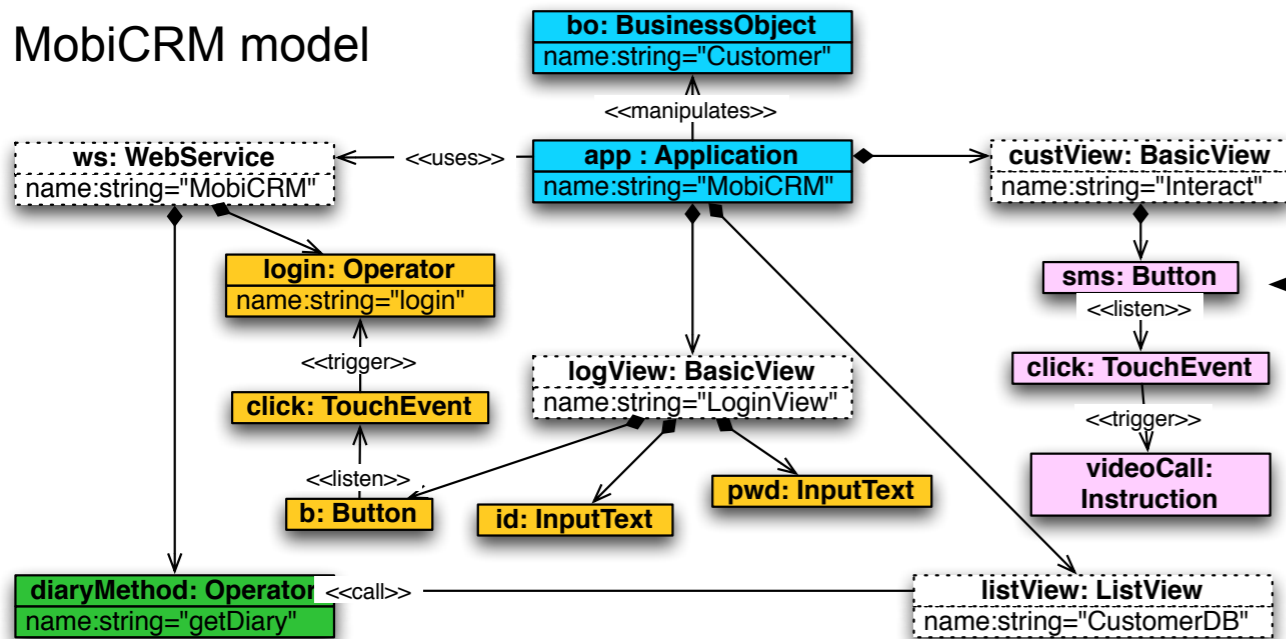 MobiCRM model
bo: BusinessObject
name:string="Customer"
<<manipulates>>
ws: WebService
name:string="MobiCRM"
<<uses>>
app : Application
name:string="MobiCRM"
custView: BasicView
name:string="Interact"
login: Operator
name:string="login"
sms: Button
<<listen>>
<<trigger>>
logView: BasicView
name:string="LoginView"
click: TouchEvent
click: TouchEvent
<<trigger>>
<<listen>>
b: Button
id: InputText
pwd: InputText
videoCall:
Instruction
diaryMethod: Operator
name:string="getDiary"
<<call>>
listView: ListView
name:string="CustomerDB"